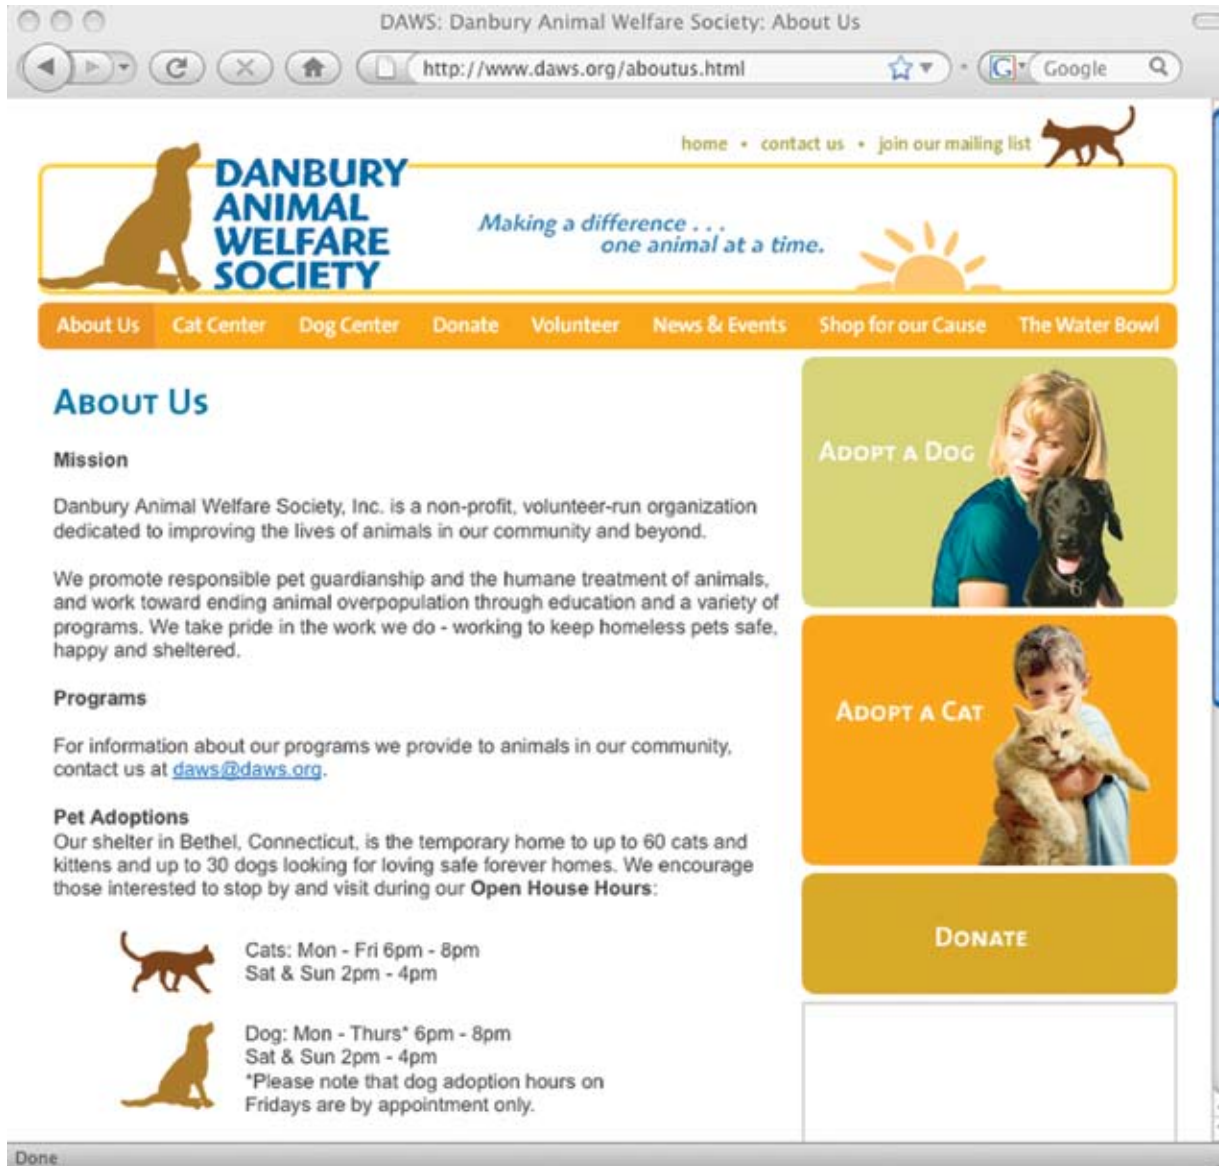 DAWS: Danbury Animal Welfare Society: About Us
http://www.daws.org/aboutus.html
G Google
home • contact us • join our mailing list
DANBURY
ANIMAL
WELFARE
SOCIETY
Making a difference . . .
one animal at a time.
About Us Cat Center Dog Center Donate Volunteer News & Events Shop for our Cause The Water Bowl
About Us
Mission
Danbury Animal Welfare Society, Inc. is a non-profit, volunteer-run organization
dedicated to improving the lives of animals in our community and beyond.
We promote responsible pet guardianship and the humane treatment of animals,
and work toward ending animal overpopulation through education and a variety of
programs. We take pride in the work we do - working to keep homeless pets safe,
happy and sheltered.
Programs
For information about our programs we provide to animals in our community,
contact us at daws@daws.org.
Pet Adoptions
Our shelter in Bethel, Connecticut, is the temporary home to up to 60 cats and
kittens and up to 30 dogs looking for loving safe forever homes. We encourage
those interested to stop by and visit during our Open House Hours:
Cats: Mon - Fri 6pm - 8pm
Sat & Sun 2pm - 4pm
Dog: Mon - Thurs* 6pm - 8pm
Sat & Sun 2pm - 4pm
*Please note that dog adoption hours on
Fridays are by appointment only.
Adopt a Dog
Adopt a Cat
Donate
Done